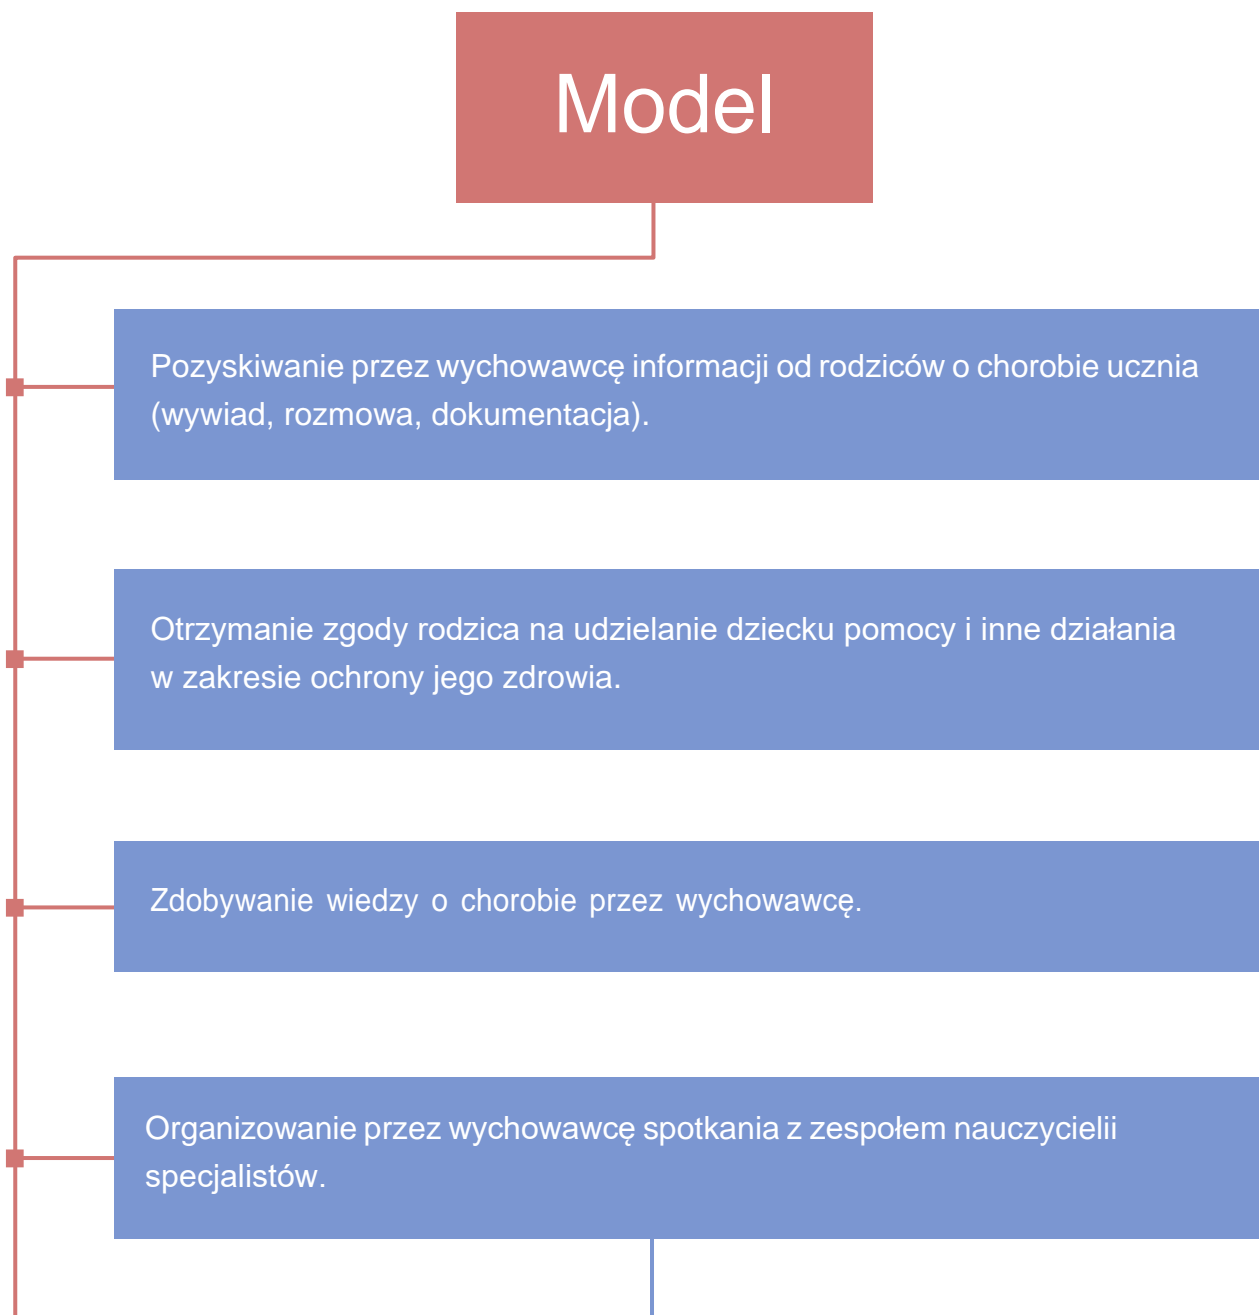 Model
Pozyskiwanie przez wychowawcę informacji od rodziców o chorobie ucznia
(wywiad, rozmowa, dokumentacja).
Otrzymanie zgody rodzica na udzielanie dziecku pomocy i inne działania
w zakresie ochrony jego zdrowia.
Zdobywanie wiedzy o chorobie przez wychowawcę.
Organizowanie przez wychowawcę spotkania z zespołem nauczycielii
specjalistów.